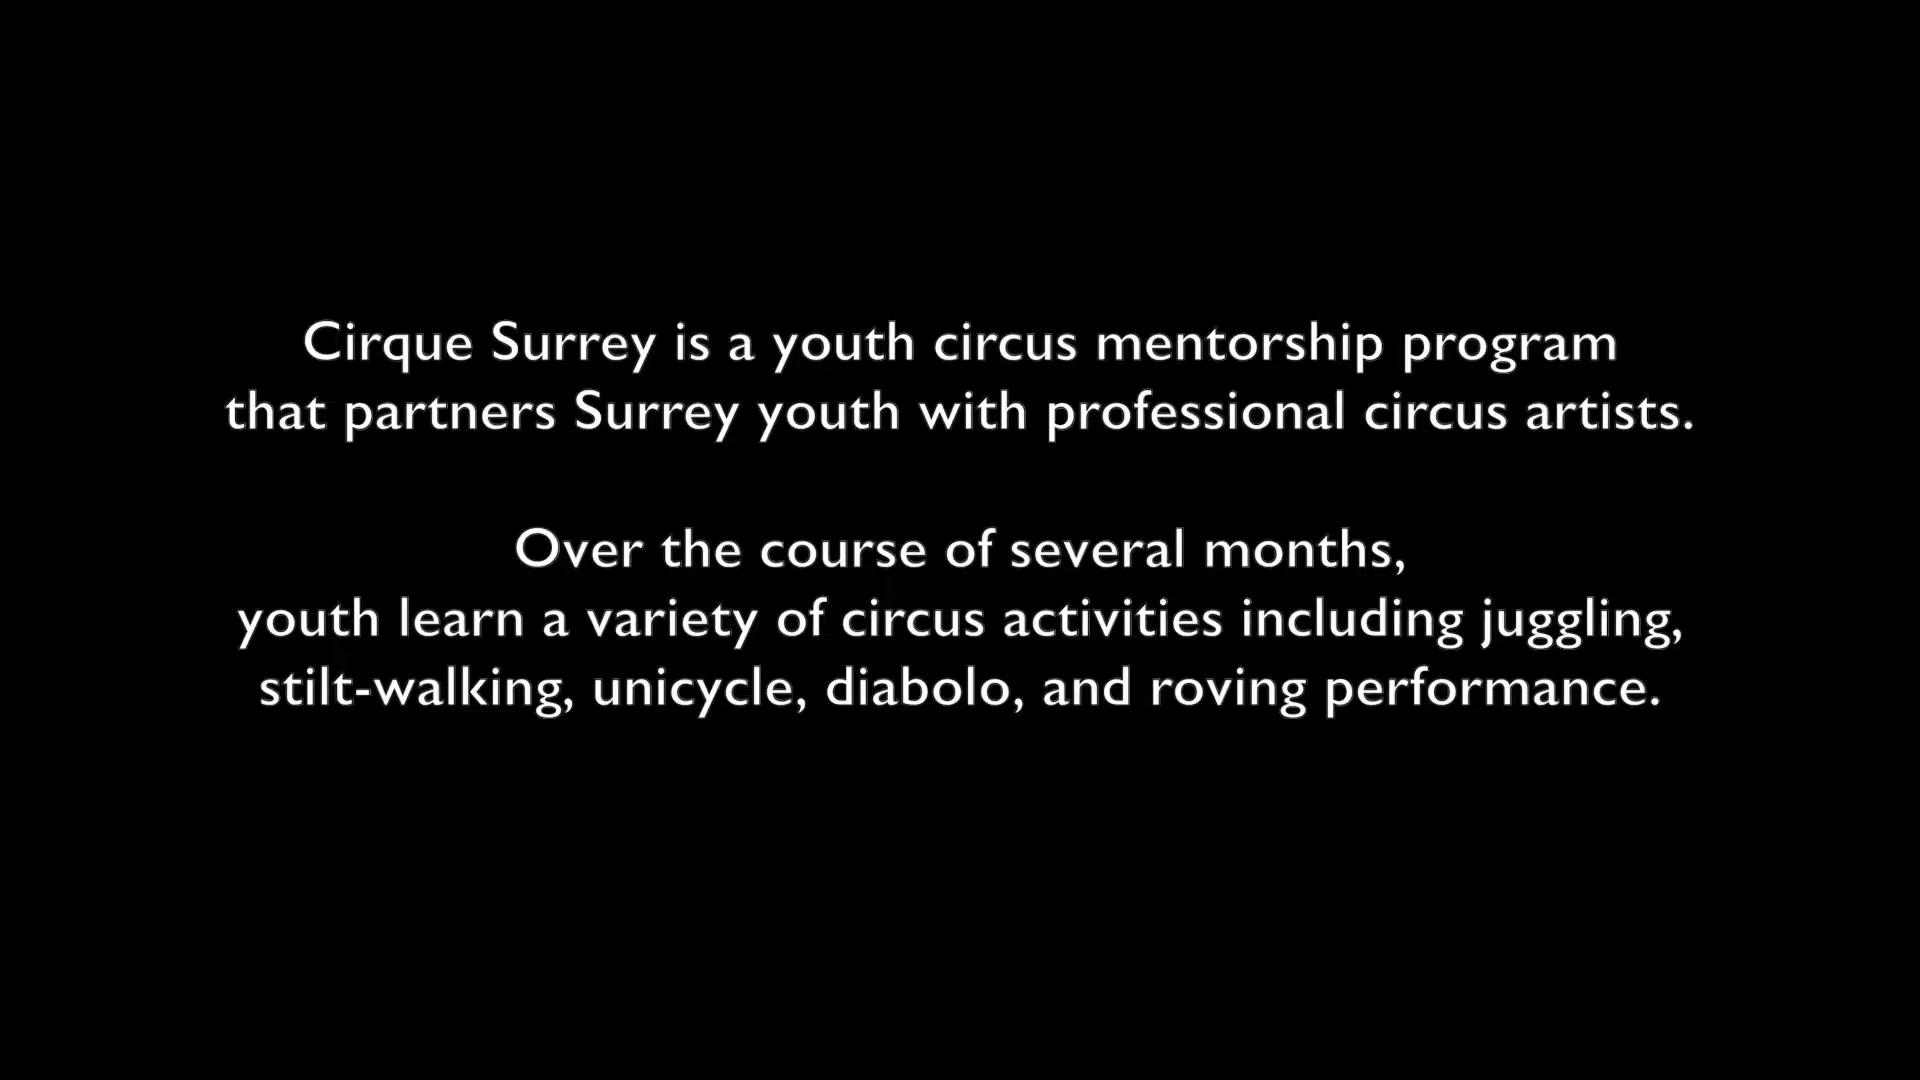 Cirque Surrey is a youth circus mentorship program
that partners Surrey youth with professional circus artists.
Over the course of several months,
youth learn a variety of circus activities including juggling,
stilt-walking, unicycle, diabolo, and roving performance.